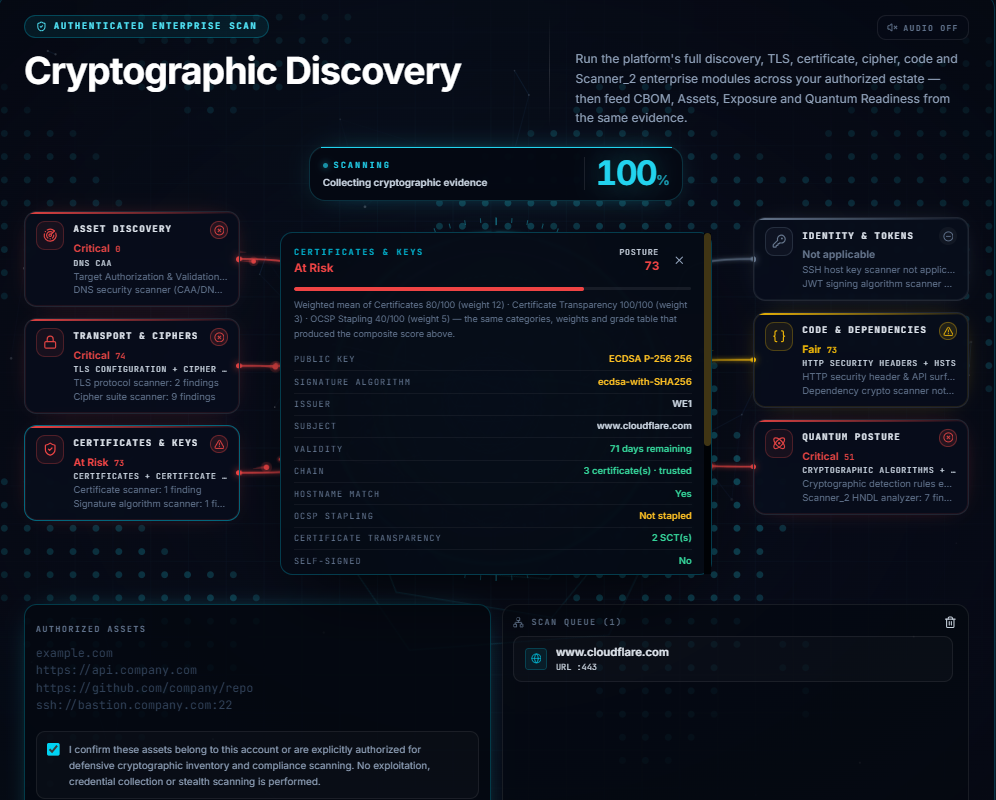 AUTHENTICATED ENTERPRISE SCAN
AUDIO OFF
Cryptographic Discovery
Run the platform's full discovery, TLS, certificate, cipher, code and
Scanner_2 enterprise modules across your authorized estate —
then feed CBOM, Assets, Exposure and Quantum Readiness from
the same evidence.
SCANNING
Collecting cryptographic evidence
100%
ASSET DISCOVERY
Critical 0
DNS CAA
Target Authorization & Validation...
DNS security scanner (CAA/DN...
TRANSPORT & CIPHERS
Critical 74
TLS CONFIGURATION + CIPHER …
TLS protocol scanner: 2 findings
Cipher suite scanner: 9 findings
CERTIFICATES & KEYS
At Risk 73
CERTIFICATES + CERTIFICATE …
Certificate scanner: 1 finding
Signature algorithm scanner: 1 fi...
CERTIFICATES & KEYS
At Risk
POSTURE
73
Weighted mean of Certificates 80/100 (weight 12) · Certificate Transparency 100/100 (weight
3) · OCSP Stapling 40/100 (weight 5) — the same categories, weights and grade table that
produced the composite score above.
PUBLIC KEY ECDSA P-256 256
SIGNATURE ALGORITHM ecdsa-with-SHA256
ISSUER WE1
SUBJECT www.cloudflare.com
VALIDITY 71 days remaining
CHAIN 3 certificate(s) · trusted
HOSTNAME MATCH Yes
OCSP STAPLING Not stapled
CERTIFICATE TRANSPARENCY 2 SCT(s)
SELF-SIGNED No
IDENTITY & TOKENS
Not applicable
SSH host key scanner not applic...
JWT signing algorithm scanner ...
CODE & DEPENDENCIES
Fair 73
HTTP SECURITY HEADERS + HSTS
HTTP security header & API surf...
Dependency crypto scanner not...
QUANTUM POSTURE
Critical 51
CRYPTOGRAPHIC ALGORITHMS + …
Cryptographic detection rules e...
Scanner_2 HNDL analyzer: 7 fin...
AUTHORIZED ASSETS
example.com
https://api.company.com
https://github.com/company/repo
ssh://bastion.company.com:22
I confirm these assets belong to this account or are explicitly authorized for
defensive cryptographic inventory and compliance scanning. No exploitation,
credential collection or stealth scanning is performed.
SCAN QUEUE (1)
www.cloudflare.com
URL :443